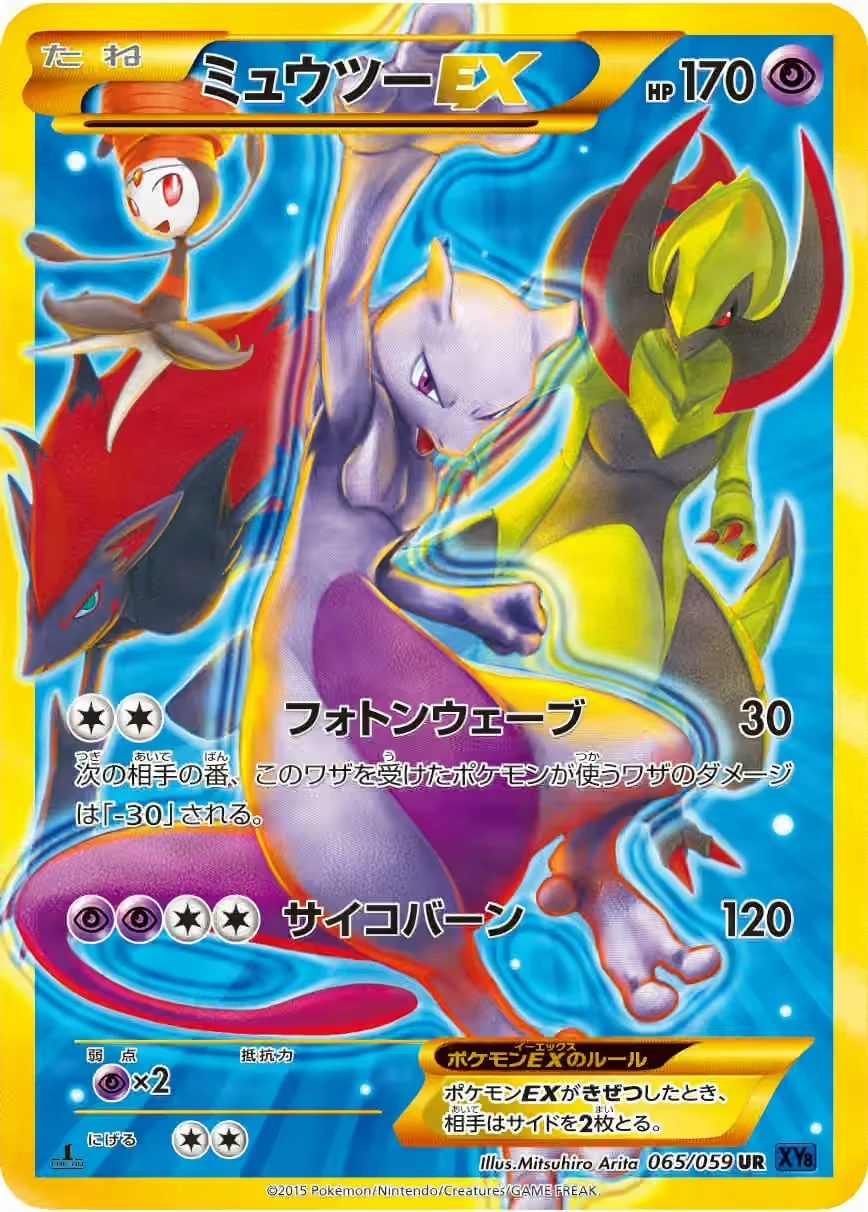 たね
ミュウツーEX
HP 170
フォトンウェーブ 30
次の相手の番、このワザを受けたポケモンが使うワザのダメージ
は「-30」される。
サイコバーン 120
弱点 抵抗力
×2
にげる
ポケモンEXのルール
ポケモンEXがきぜつしたとき、
相手はサイドを2枚とる。
1
Illus.Mitsuhiro Arita 065/059 UR XY8
©2015 Pokémon/Nintendo/Creatures/GAME FREAK.